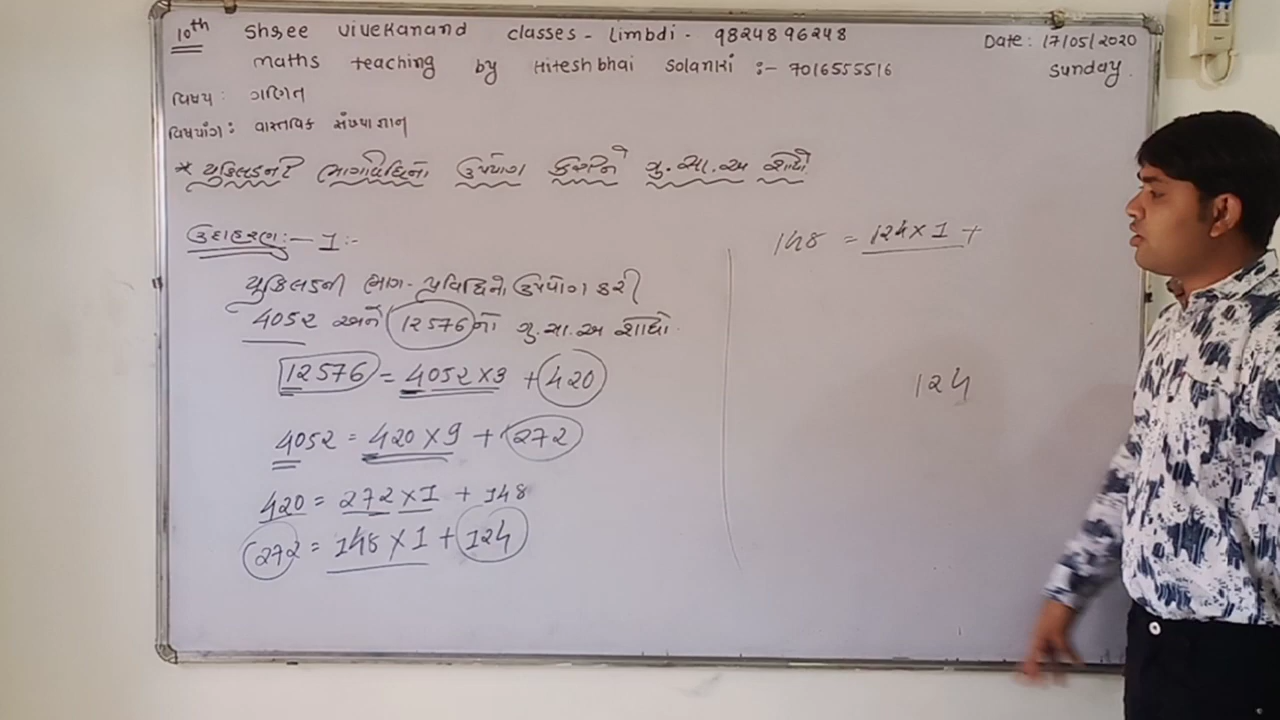 10th Shree vivekanand classes - Limbdi - 9824896248
Date: 17/05/2020
maths teaching by Hiteshbhai Solanki :- 7016555516
Sunday.
વિષય: ગણિત
વિષયાંગ: વાસ્તવિક સંખ્યાજ્ઞાન
* યુક્લિડની ભાગવિધિનો ઉપયોગ કરીને ગુ.સા.અ શોધો
ઉદાહરણ:- 1:-
યુક્લિડની ભાગ-પ્રવિધિનો ઉપયોગ કરી
4052 અને 12576નો ગુ.સા.અ શોધો.
12576 = 4052×3 + 420
4052 = 420×9 + 272
420 = 272×1 + 148
272 = 148×1 + 124
148 = 124×1 +
124